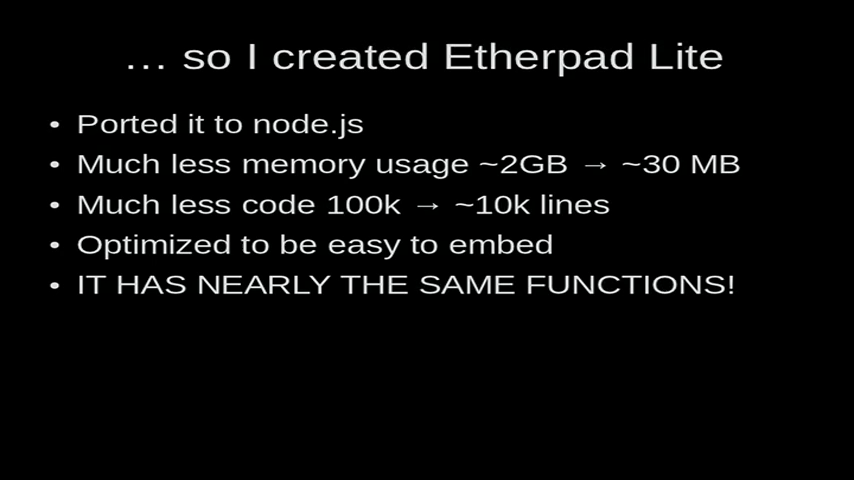 … so I created Etherpad Lite
• Ported it to node.js
• Much less memory usage ~2GB → ~30 MB
• Much less code 100k → ~10k lines
• Optimized to be easy to embed
• IT HAS NEARLY THE SAME FUNCTIONS!